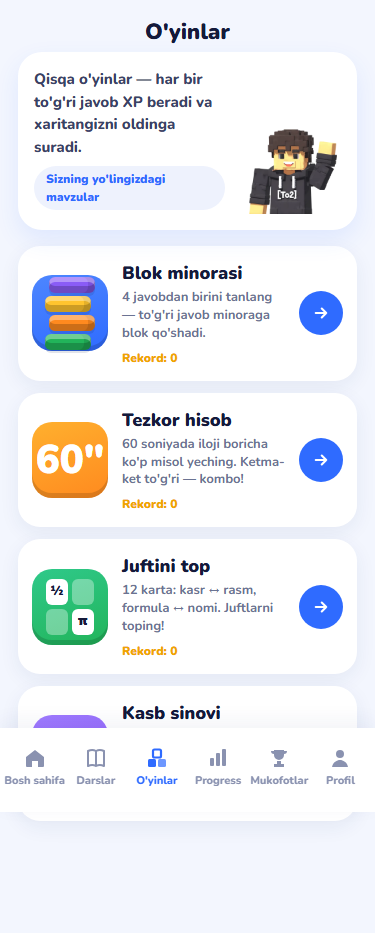 O'yinlar
Qisqa o'yinlar — har bir
to'g'ri javob XP beradi va
xaritangizni oldinga
suradi.
Sizning yo'lingizdagi
mavzular
[To2]
Blok minorasi
4 javobdan birini tanlang
— to'g'ri javob minoraga
blok qo'shadi.
Rekord: 0
60"
Tezkor hisob
60 soniyada iloji boricha
ko'p misol yeching. Ketma-
ket to'g'ri — kombo!
Rekord: 0
½
π
Juftini top
12 karta: kasr ↔ rasm,
formula ↔ nomi. Juftlarni
toping!
Rekord: 0
Kasb sinovi
Bosh sahifa
Darslar
O'yinlar
Progress
Mukofotlar
Profil